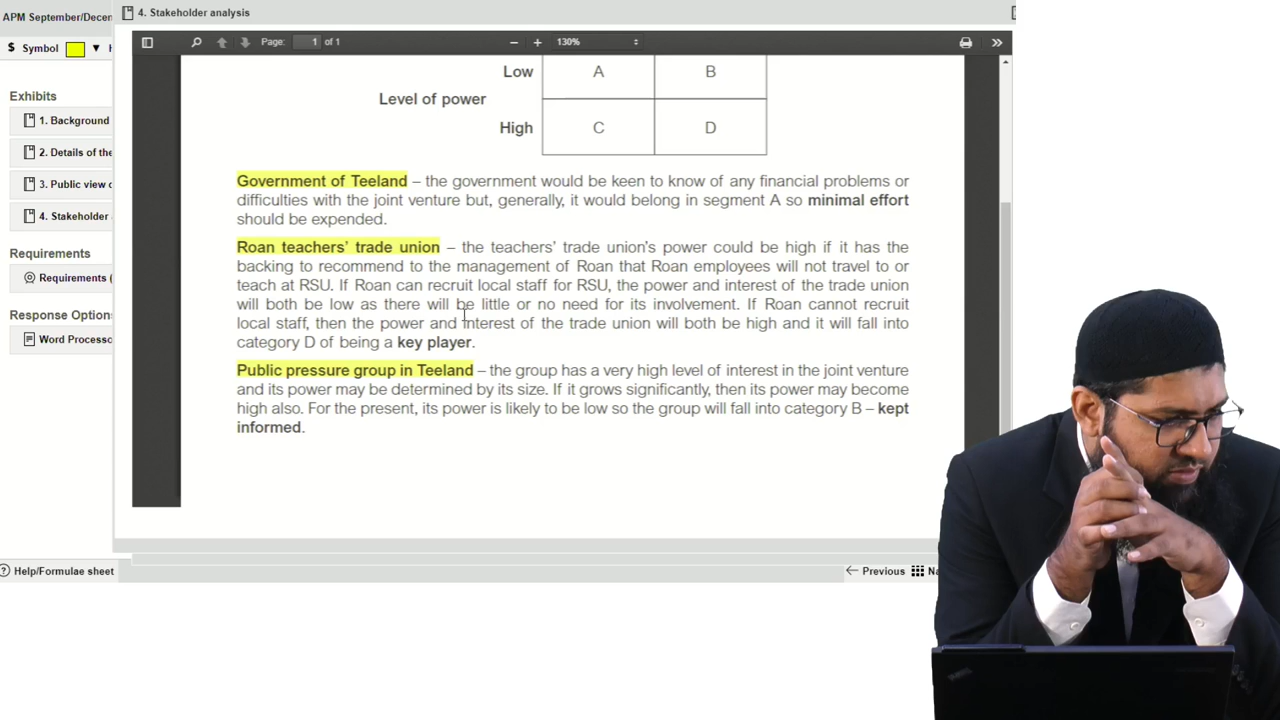 APM September/Decem
4. Stakeholder analysis
Symbol
H
Page: 1 of 1
130%
Exhibits
1. Background
2. Details of the
3. Public view o
4. Stakeholder
Requirements
Requirements (
Response Options
Word Processo
Low A B
Level of power
High C D
Government of Teeland – the government would be keen to know of any financial problems or
difficulties with the joint venture but, generally, it would belong in segment A so minimal effort
should be expended.
Roan teachers' trade union – the teachers' trade union's power could be high if it has the
backing to recommend to the management of Roan that Roan employees will not travel to or
teach at RSU. If Roan can recruit local staff for RSU, the power and interest of the trade union
will both be low as there will be little or no need for its involvement. If Roan cannot recruit
local staff, then the power and interest of the trade union will both be high and it will fall into
category D of being a key player.
Public pressure group in Teeland – the group has a very high level of interest in the joint venture
and its power may be determined by its size. If it grows significantly, then its power may become
high also. For the present, its power is likely to be low so the group will fall into category B – kept
informed.
Help/Formulae sheet
Previous
Na